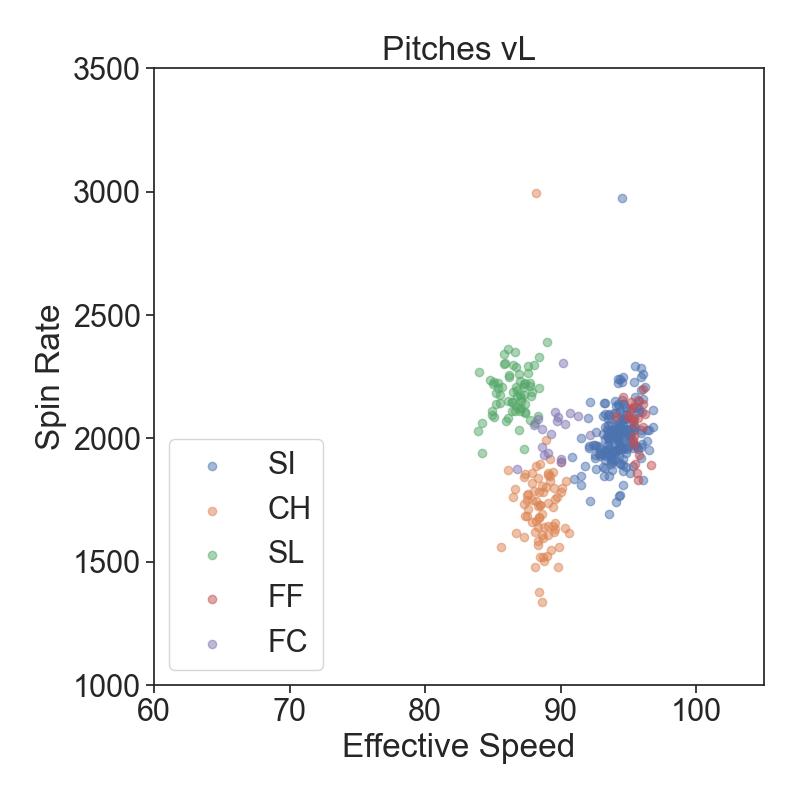 Pitches vL
3500
3000
2500
2000
1500
1000
Spin Rate
SI
CH
SL
FF
FC
60 70 80 90 100
Effective Speed